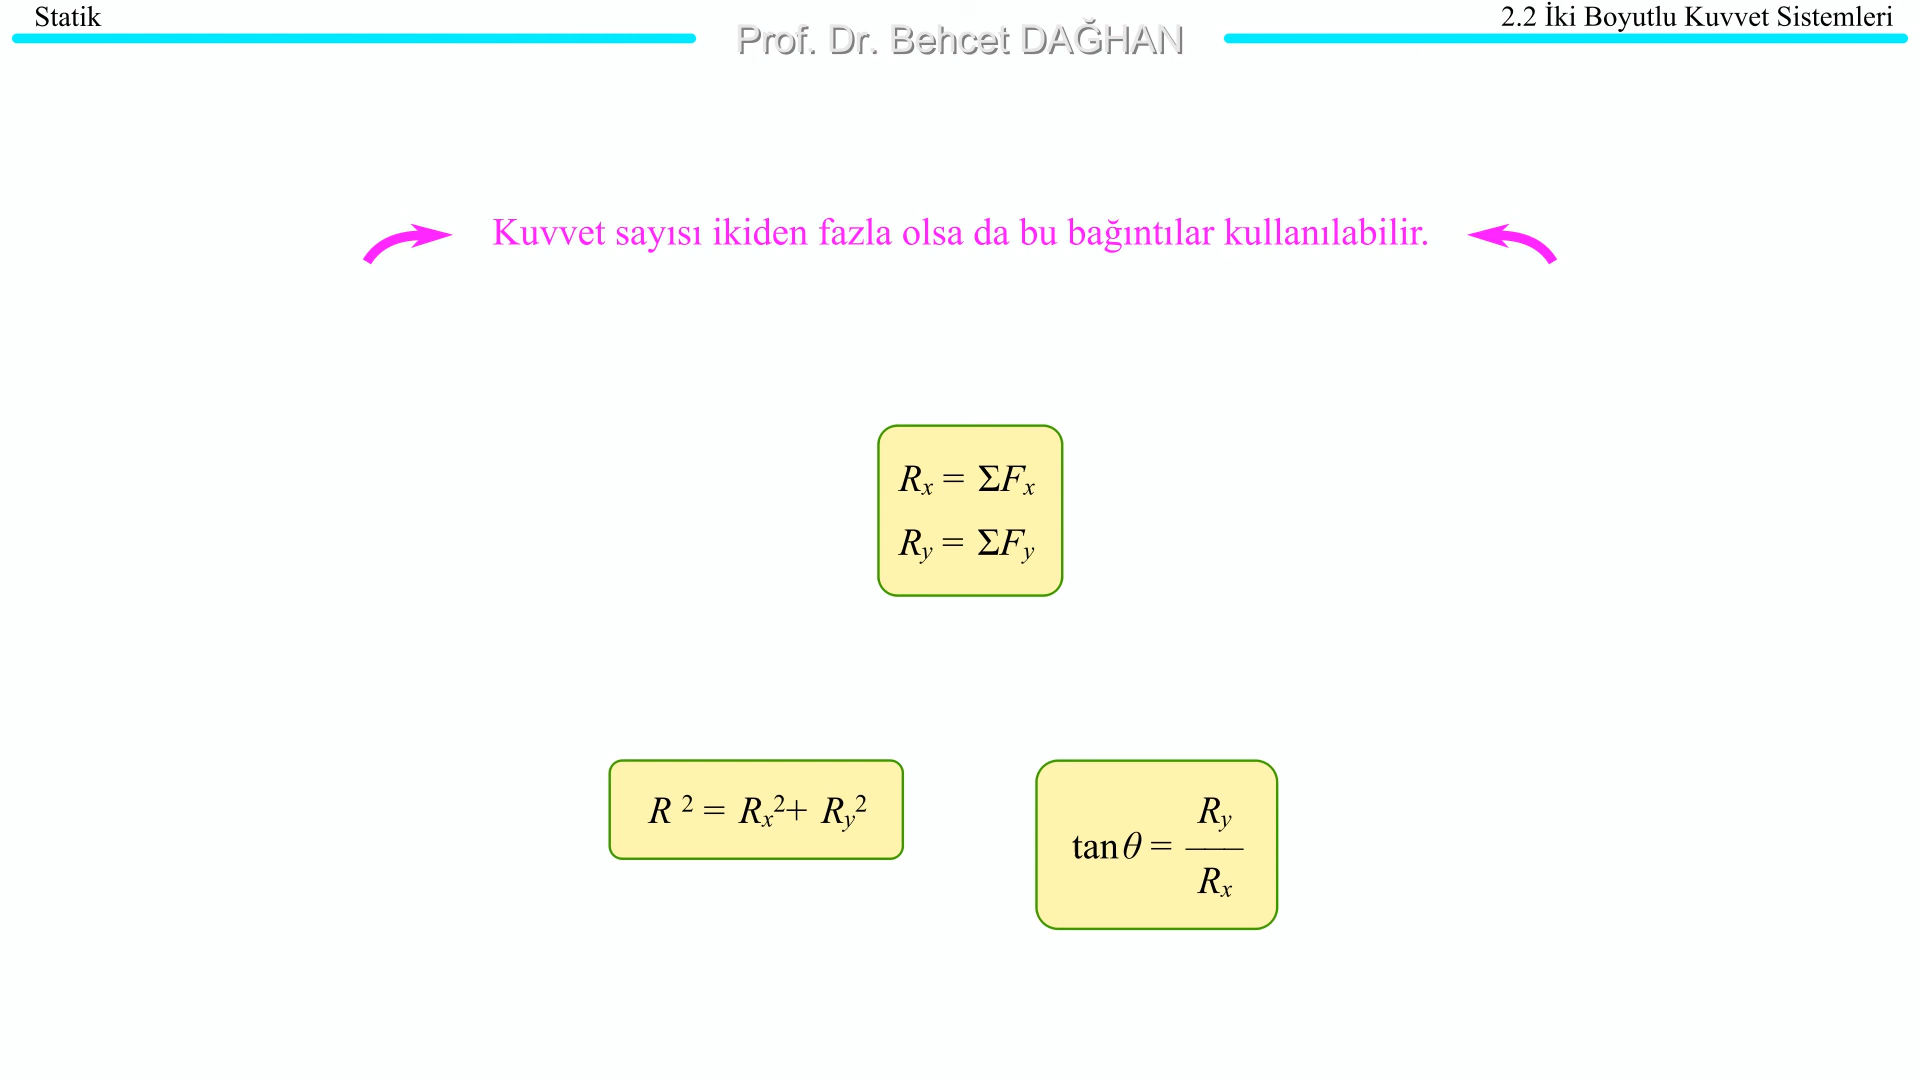 Statik
2.2 İki Boyutlu Kuvvet Sistemleri
Prof. Dr. Behcet DAĞHAN
Kuvvet sayısı ikiden fazla olsa da bu bağıntılar kullanılabilir.
Rx = ΣFx
Ry = ΣFy
R ² = Rx² + Ry²
tan θ = Ry / Rx